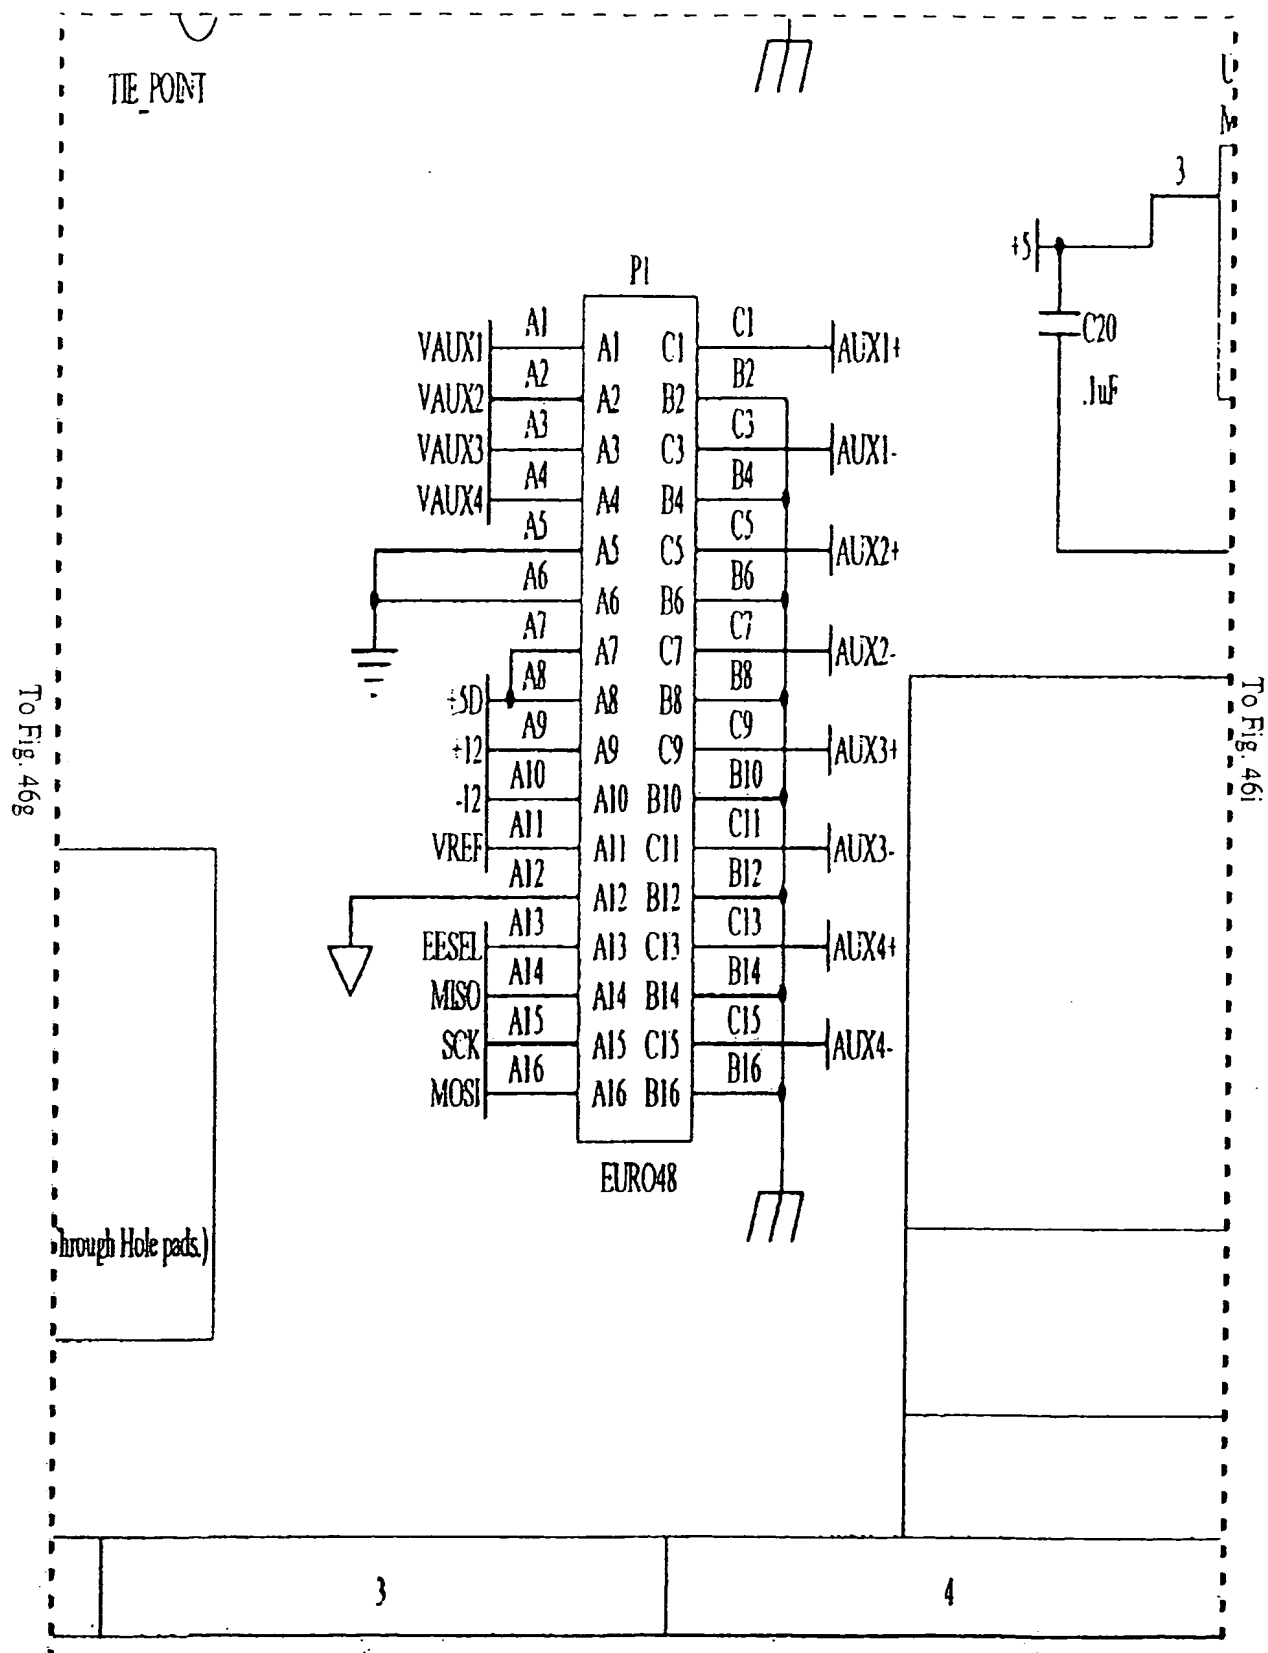 TIE_POINT
3
+5
C20
.1uF
P1
A1 C1
VAUX1 A1 C1 AUX1+
A2 B2
VAUX2 A2 B2
A3 C3
VAUX3 A3 C3 AUX1-
A4 B4
VAUX4 A4 B4
A5 C5
A5 C5 AUX2+
A6 B6
A6 B6
A7 C7
A7 C7 AUX2-
A8 B8
+5D A8 B8
A9 C9
+12 A9 C9 AUX3+
A10 B10
-12 A10 B10
A11 C11
VREF A11 C11 AUX3-
A12 B12
A12 B12
A13 C13
EESEL A13 C13 AUX4+
A14 B14
MISO A14 B14
A15 C15
SCK A15 C15 AUX4-
A16 B16
MOSI A16 B16
EURO48
To Fig. 46g
To Fig. 46i
hrough Hole pads.)
3
4